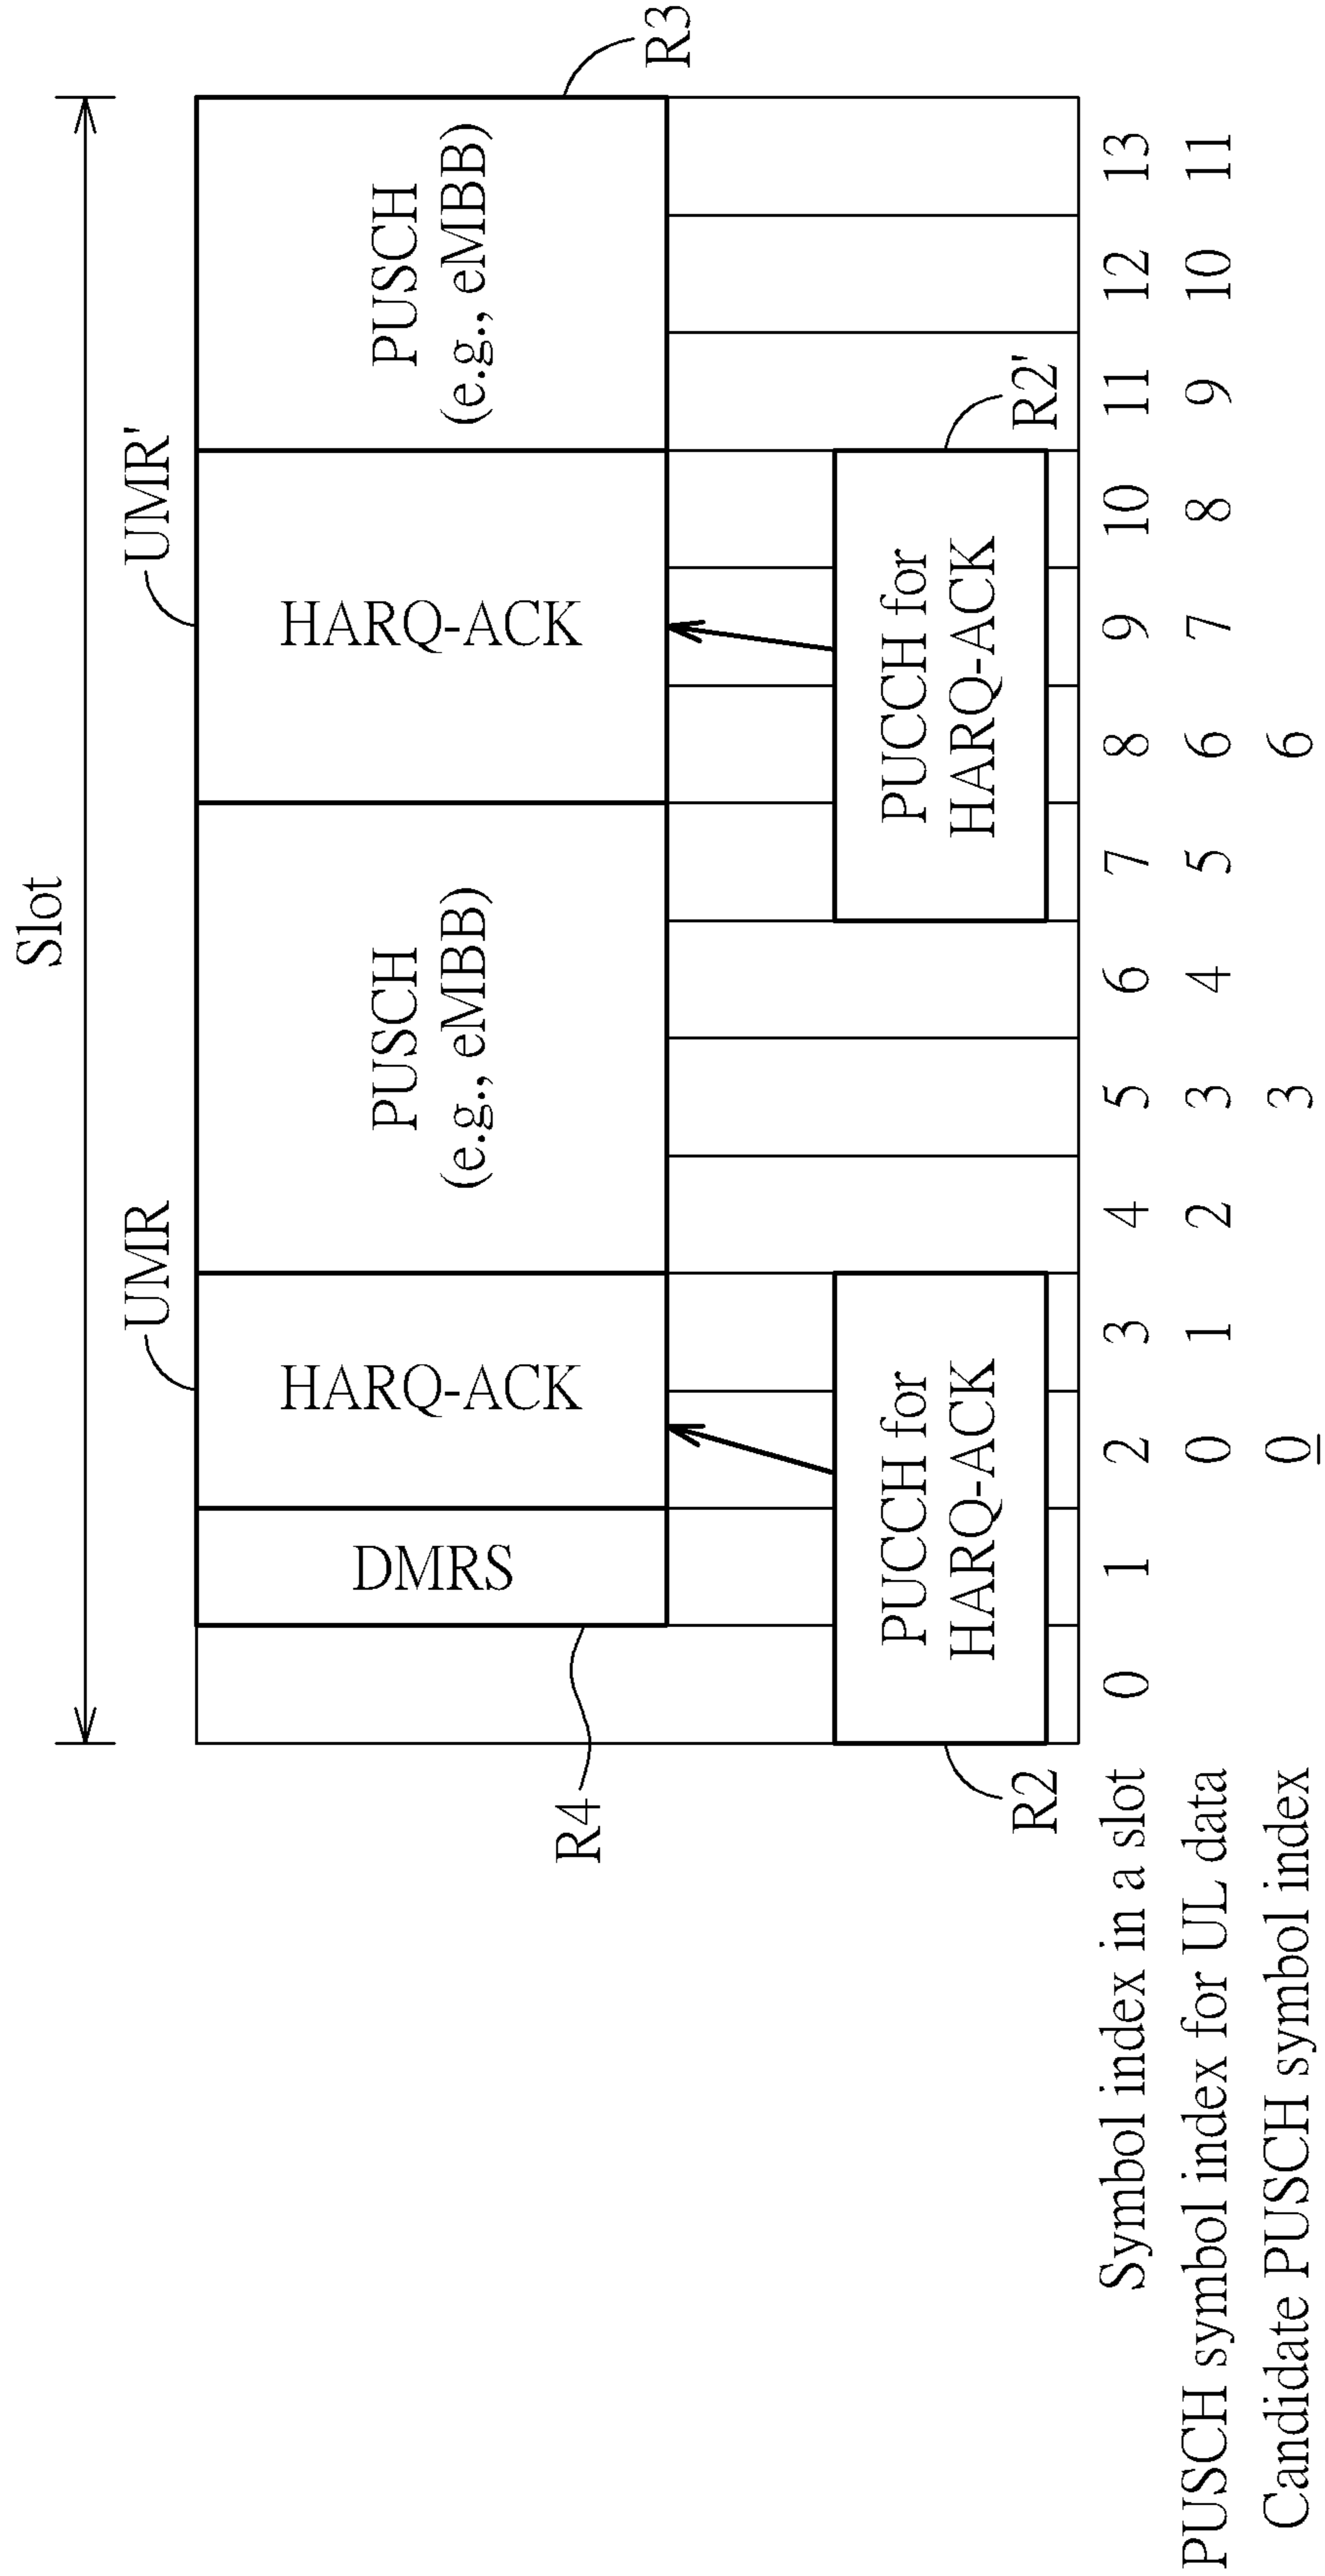 Slot
UMR
UMR'
DMRS
HARQ-ACK
PUSCH
(e.g., eMBB)
HARQ-ACK
PUSCH
(e.g., eMBB)
R4
R3
PUCCH for
HARQ-ACK
PUCCH for
HARQ-ACK
R2
R2'
Symbol index in a slot 0 1 2 3 4 5 6 7 8 9 10 11 12 13
PUSCH symbol index for UL data 0 1 2 3 4 5 6 7 8 9 10 11
Candidate PUSCH symbol index 0 3 6